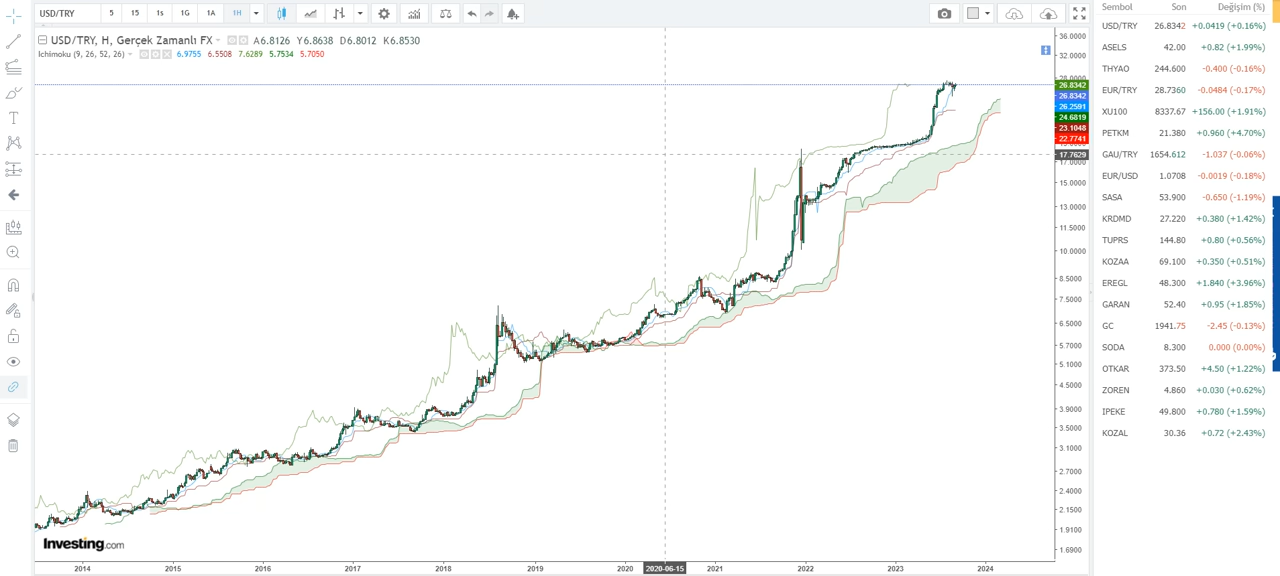 USD/TRY 5 15 1s 1G 1A 1H
USD/TRY, H, Gerçek Zamanlı FX A6.8126 Y6.8638 D6.8012 K6.8530
Ichimoku (9, 26, 52, 26) 6.9755 6.5508 7.6289 5.7534 5.7050
36.0000
32.0000
28.0000
26.8342
26.8342
26.2591
24.6819
23.1048
22.7741
17.7629
17.0000
15.0000
13.0000
11.5000
10.0000
8.5000
7.5000
6.5000
5.7000
5.1000
4.5000
3.9000
3.5000
3.1000
2.7000
2.4000
2.1500
1.9100
1.6900
Investing.com
2014 2015 2016 2017 2018 2019 2020 2020-06-15 2021 2022 2023 2024
Sembol Son Değişim (%)
USD/TRY 26.8342 +0.0419 (+0.16%)
ASELS 42.00 +0.82 (+1.99%)
THYAO 244.600 -0.400 (-0.16%)
EUR/TRY 28.7360 -0.0484 (-0.17%)
XU100 8337.67 +156.00 (+1.91%)
PETKM 21.380 +0.960 (+4.70%)
GAU/TRY 1654.612 -1.037 (-0.06%)
EUR/USD 1.0708 -0.0019 (-0.18%)
SASA 53.900 -0.650 (-1.19%)
KRDMD 27.220 +0.380 (+1.42%)
TUPRS 144.80 +0.80 (+0.56%)
KOZAA 69.100 +0.350 (+0.51%)
EREGL 48.300 +1.840 (+3.96%)
GARAN 52.40 +0.95 (+1.85%)
GC 1941.75 -2.45 (-0.13%)
SODA 8.300 0.000 (0.00%)
OTKAR 373.50 +4.50 (+1.22%)
ZOREN 4.860 +0.030 (+0.62%)
IPEKE 49.800 +0.780 (+1.59%)
KOZAL 30.36 +0.72 (+2.43%)